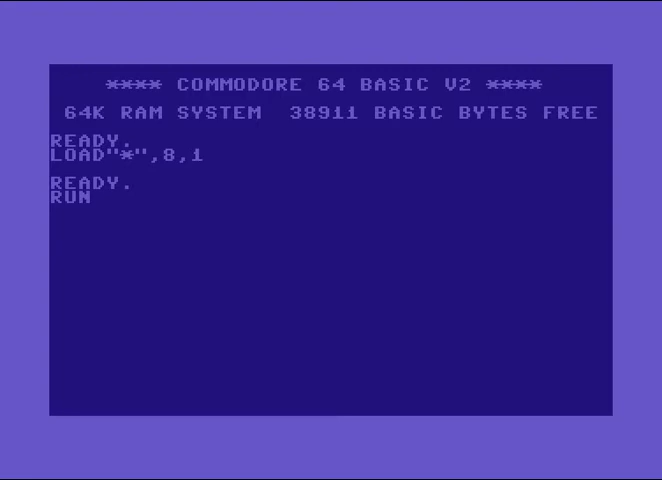 **** COMMODORE 64 BASIC V2 ****
64K RAM SYSTEM  38911 BASIC BYTES FREE
READY.
LOAD"*",8,1
READY.
RUN